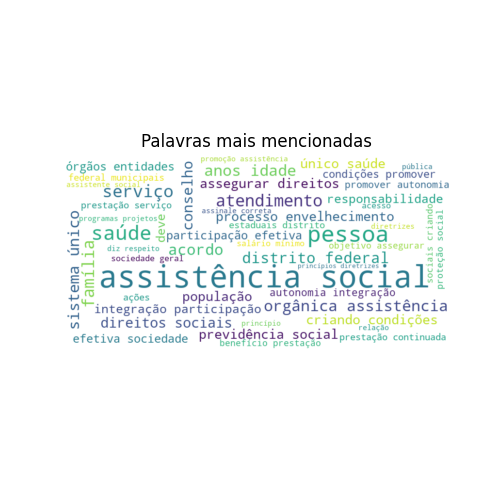 Palavras mais mencionadas
promoção assistência
único saúde
pública
órgãos entidades
anos idade
condições promover
federal municipais
assegurar direitos
promover autonomia
assistente social
serviço
conselho
atendimento
responsabilidade
prestação serviço
assinale correta
acesso
programas projetos
deve
processo envelhecimento
sociais criando
proteção social
saúde
estaduais distrito
diretrizes
participação efetiva
pessoa
sistema único
família
diz respeito
acordo
salário mínimo
objetivo assegurar
sociedade geral
distrito federal
princípios diretrizes
assistência social
ações
população
autonomia integração
integração participação
orgânica assistência
direitos sociais
princípio
criando condições
relação
efetiva sociedade
previdência social
prestação continuada
benefício prestação